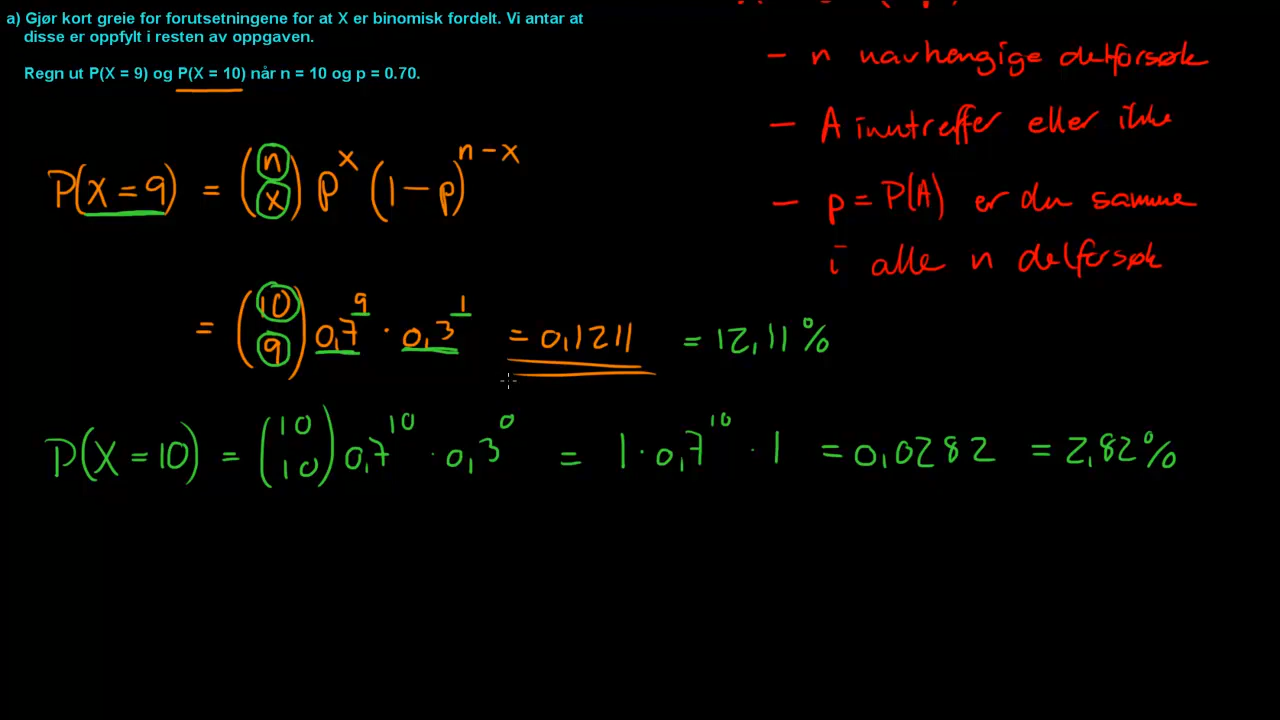 a) Gjør kort greie for forutsetningene for at X er binomisk fordelt. Vi antar at
disse er oppfylt i resten av oppgaven.
Regn ut P(X = 9) og P(X = 10) når n = 10 og p = 0.70.
– n uavhengige delforsøk
– A inntreffer eller ikke
– p = P(A) er den samme
i alle n delforsøk
P(X = 9) = (n x) p^x (1 – p)^n – x
= (10 9) 0,7^9 · 0,3^1 = 0,1211 = 12,11 %
P(X = 10) = (10 10) 0,7^10 · 0,3^0 = 1 · 0,7^10 · 1 = 0,0282 = 2,82 %